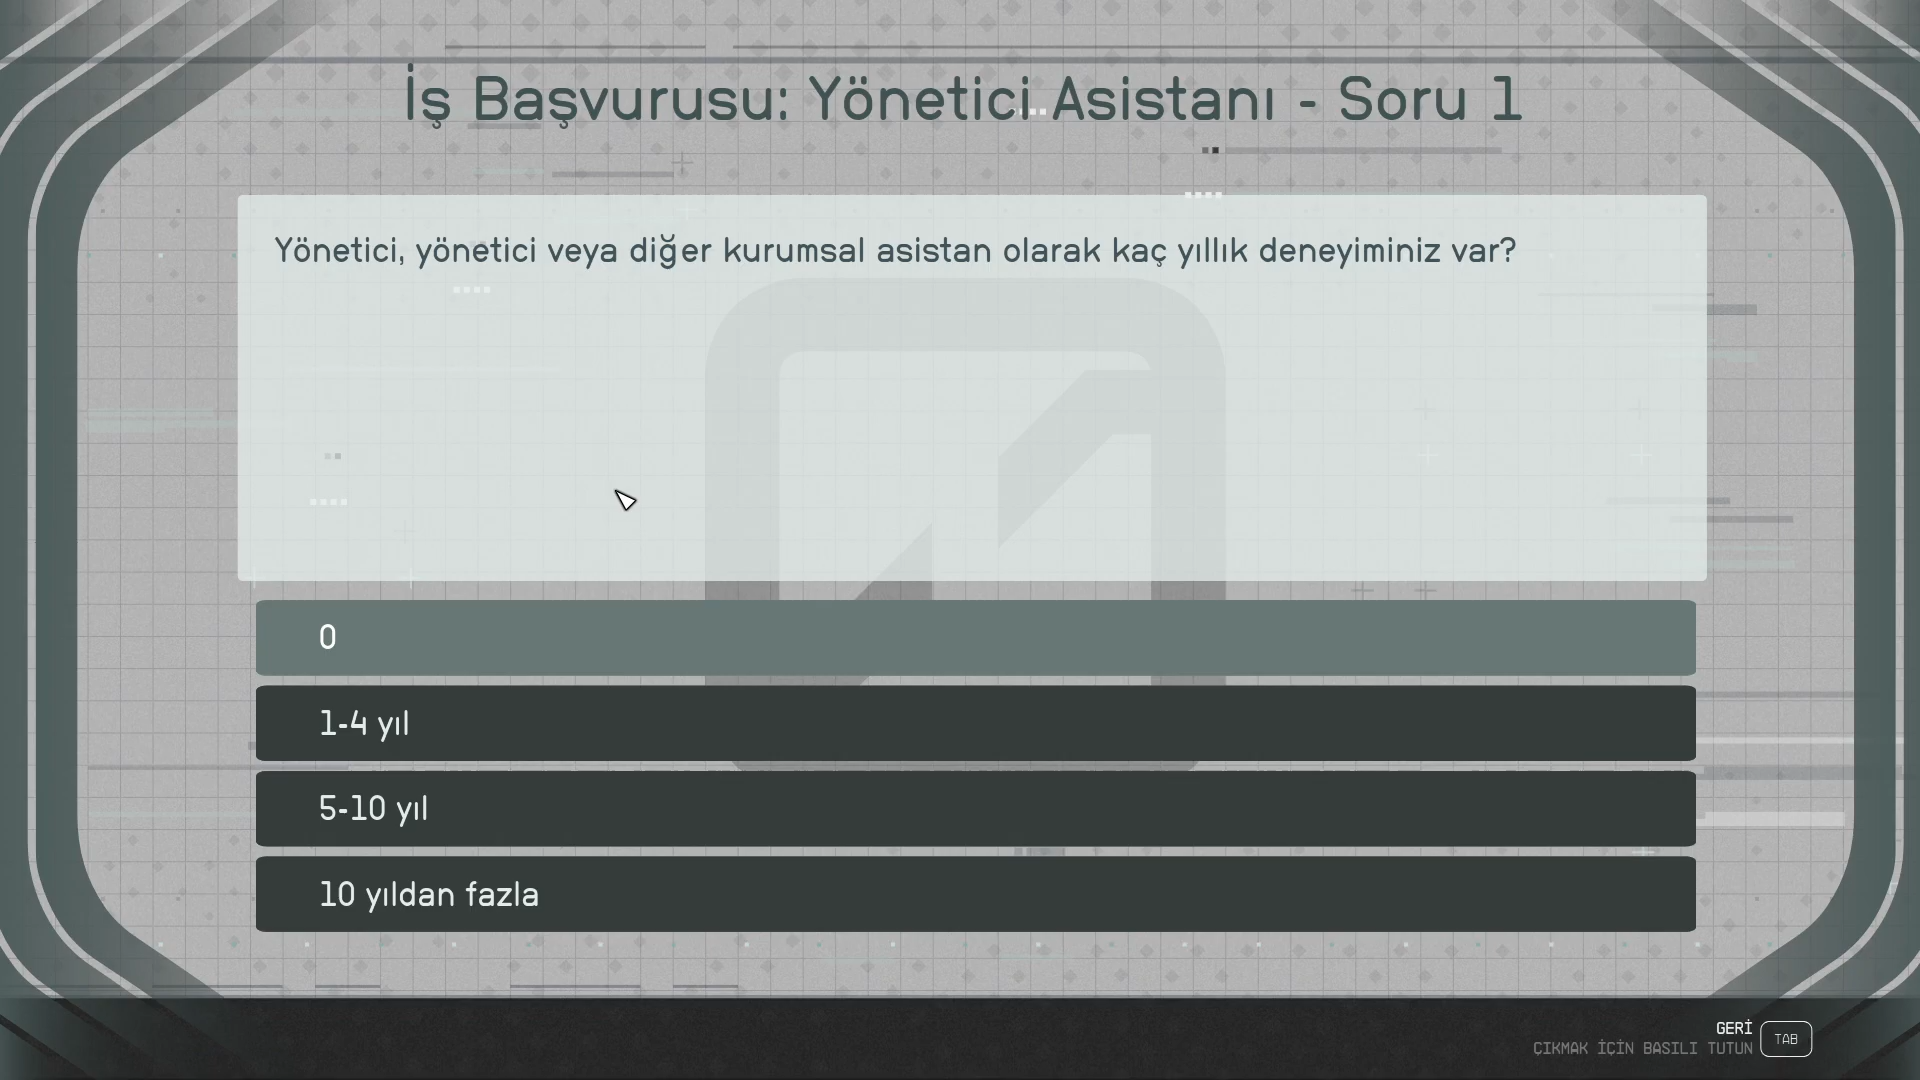 İş Başvurusu: Yönetici Asistanı - Soru 1
Yönetici, yönetici veya diğer kurumsal asistan olarak kaç yıllık deneyiminiz var?
0
1-4 yıl
5-10 yıl
10 yıldan fazla
GERİ
ÇIKMAK İÇİN BASILI TUTUN
TAB